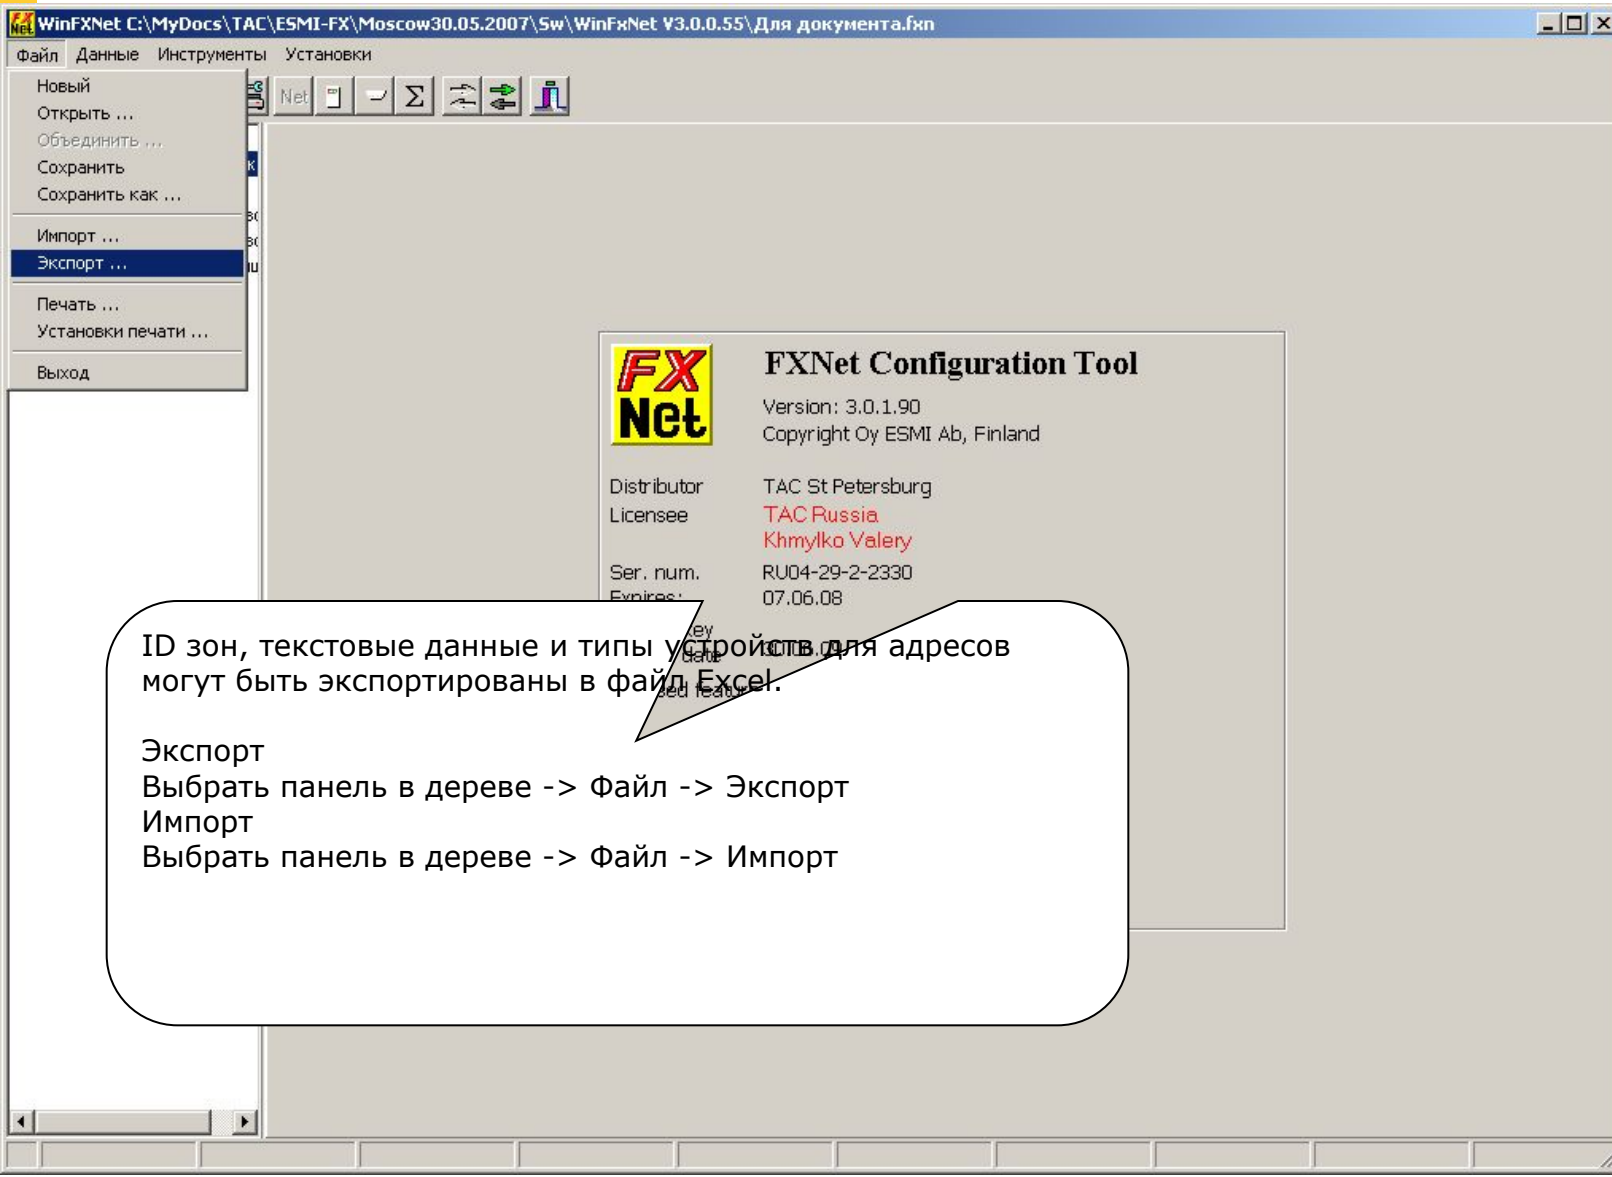 WinFXNet C:\MyDocs\TAC\ESMI-FX\Moscow30.05.2007\Sw\WinFxNet V3.0.0.55\Для документа.fxn
Файл Данные Инструменты Установки
Net Σ
Новый
Открыть ...
Объединить ...
Сохранить
Сохранить как ...
Импорт ...
Экспорт ...
Печать ...
Установки печати ...
Выход
FX
Net
FXNet Configuration Tool
Version: 3.0.1.90
Copyright Oy ESMI Ab, Finland
Distributor TAC St Petersburg
Licensee TAC Russia
Khmylko Valery
Ser. num. RU04-29-2-2330
Expires: 07.06.08
ID зон, текстовые данные и типы устройств для адресов
могут быть экспортированы в файл Excel.
Экспорт
Выбрать панель в дереве -> Файл -> Экспорт
Импорт
Выбрать панель в дереве -> Файл -> Импорт